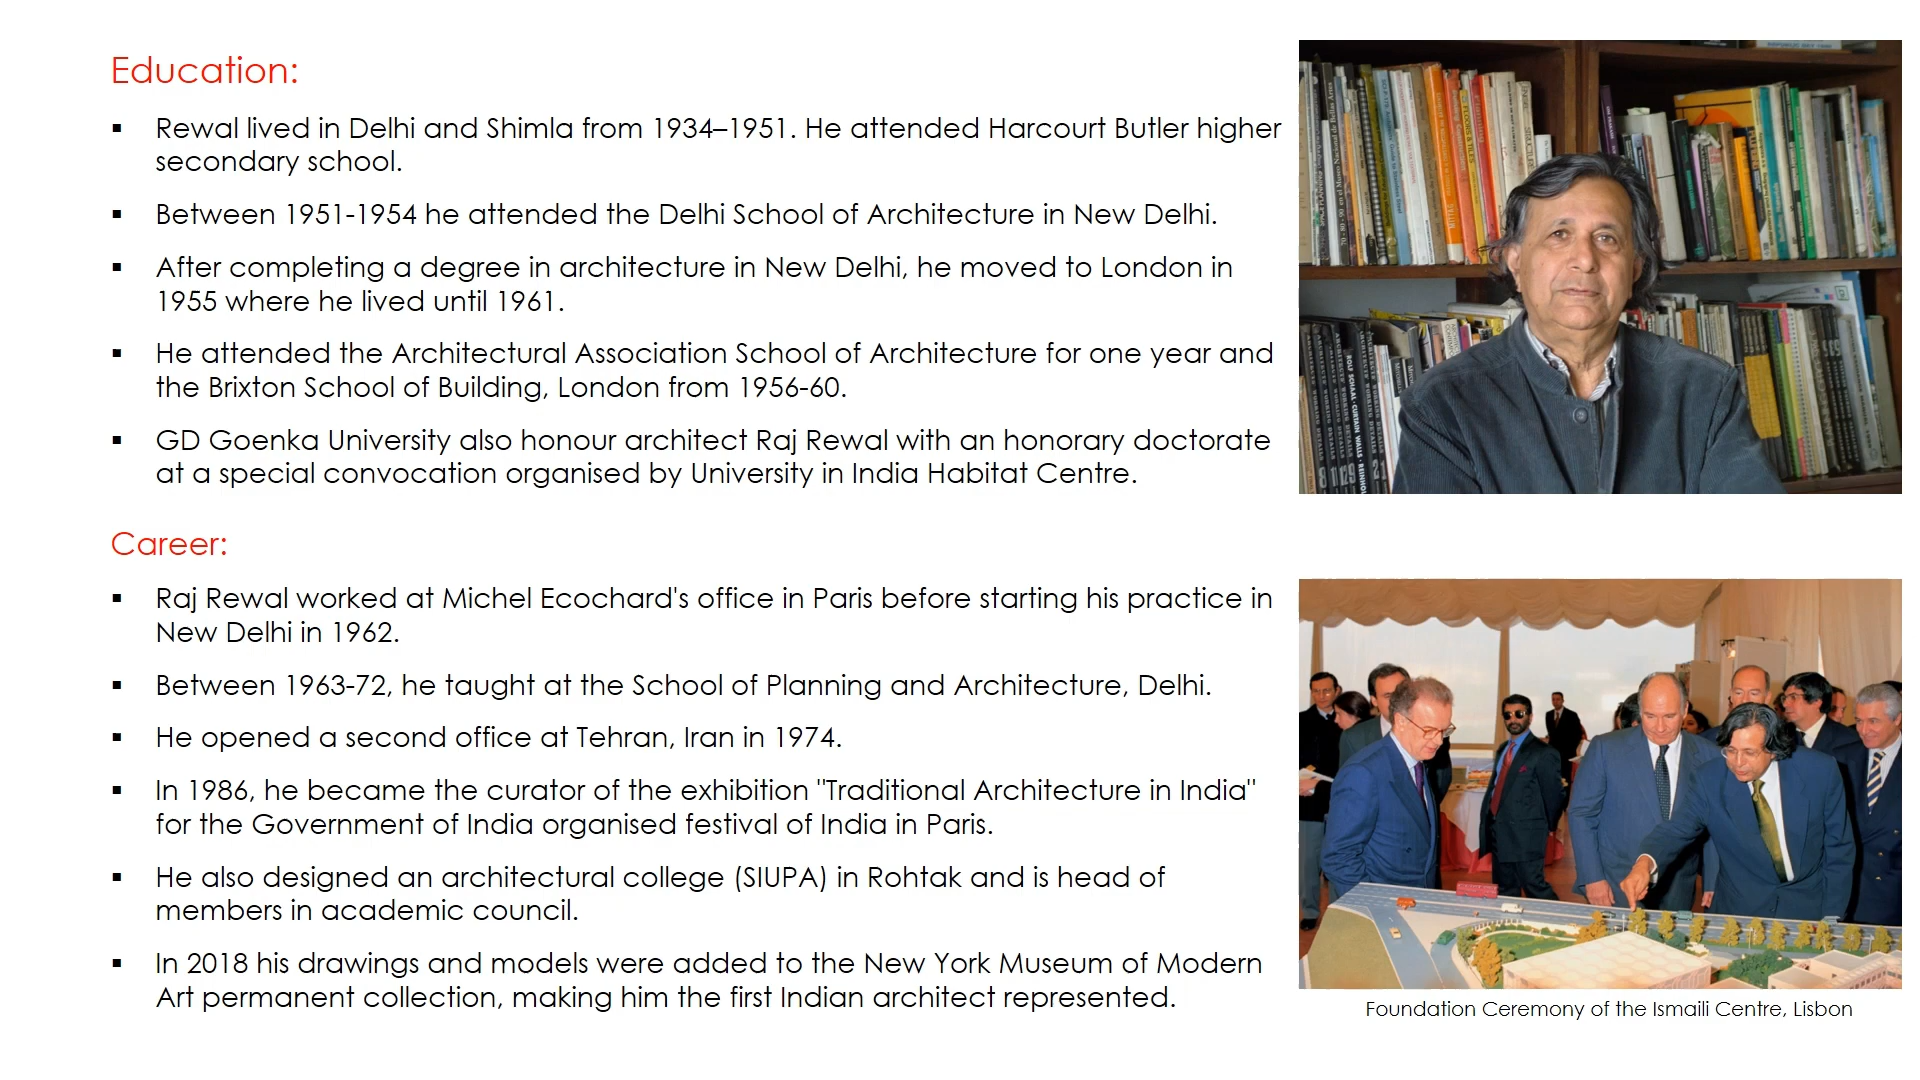 Education:
▪ Rewal lived in Delhi and Shimla from 1934–1951. He attended Harcourt Butler higher
secondary school.
▪ Between 1951-1954 he attended the Delhi School of Architecture in New Delhi.
▪ After completing a degree in architecture in New Delhi, he moved to London in
1955 where he lived until 1961.
▪ He attended the Architectural Association School of Architecture for one year and
the Brixton School of Building, London from 1956-60.
▪ GD Goenka University also honour architect Raj Rewal with an honorary doctorate
at a special convocation organised by University in India Habitat Centre.
Career:
▪ Raj Rewal worked at Michel Ecochard's office in Paris before starting his practice in
New Delhi in 1962.
▪ Between 1963-72, he taught at the School of Planning and Architecture, Delhi.
▪ He opened a second office at Tehran, Iran in 1974.
▪ In 1986, he became the curator of the exhibition "Traditional Architecture in India"
for the Government of India organised festival of India in Paris.
▪ He also designed an architectural college (SIUPA) in Rohtak and is head of
members in academic council.
▪ In 2018 his drawings and models were added to the New York Museum of Modern
Art permanent collection, making him the first Indian architect represented.
Foundation Ceremony of the Ismaili Centre, Lisbon